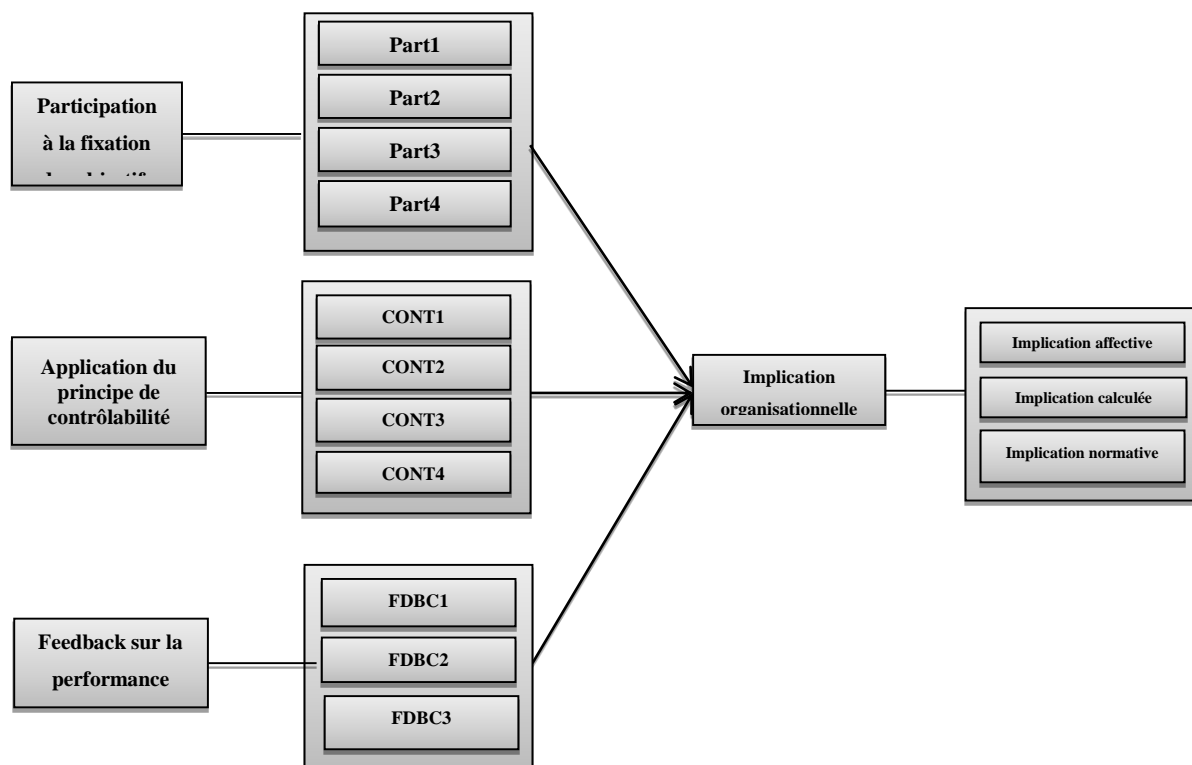 Participation
à la fixation
Part1
Part2
Part3
Part4
Application du
principe de
contrôlabilité
CONT1
CONT2
CONT3
CONT4
Feedback sur la
performance
FDBC1
FDBC2
FDBC3
Implication
organisationnelle
Implication affective
Implication calculée
Implication normative